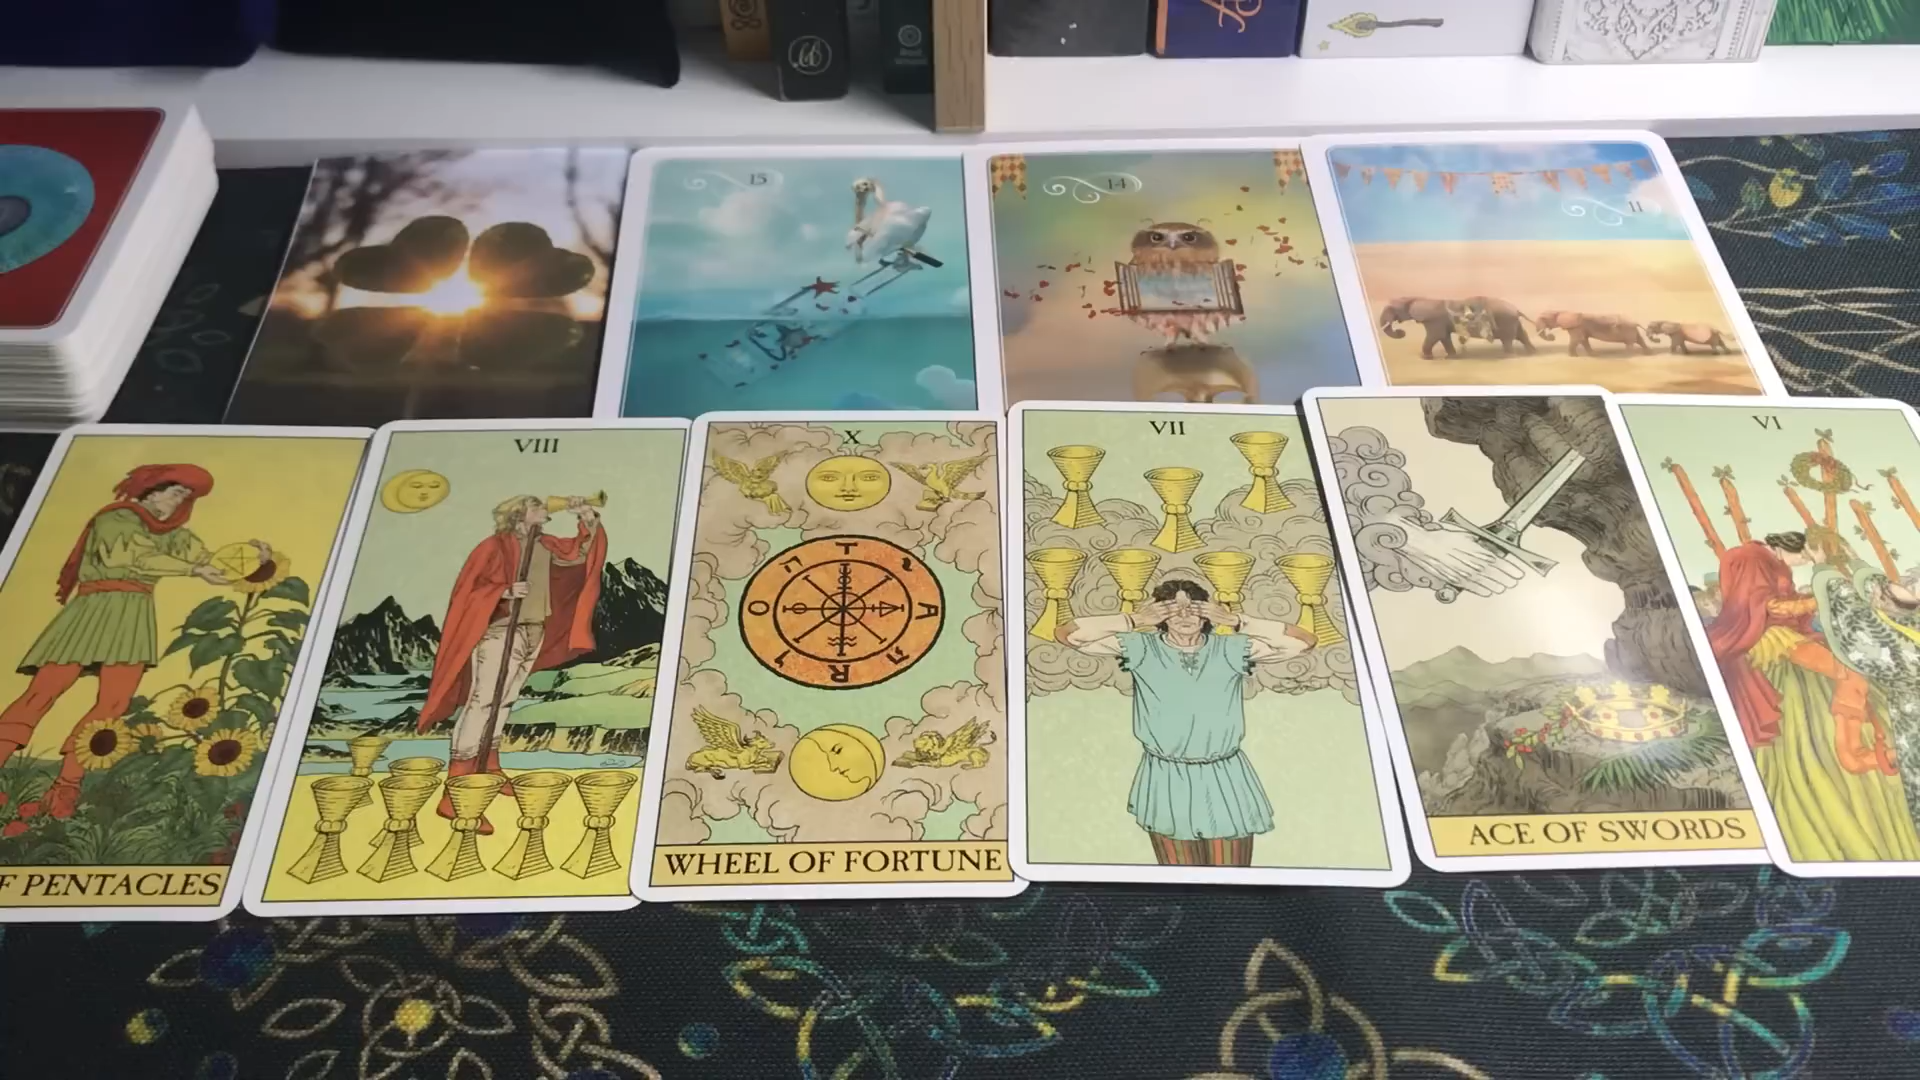 15
14
11
VIII
X
VII
VI
T
A
R
O
F PENTACLES
WHEEL OF FORTUNE
ACE OF SWORDS